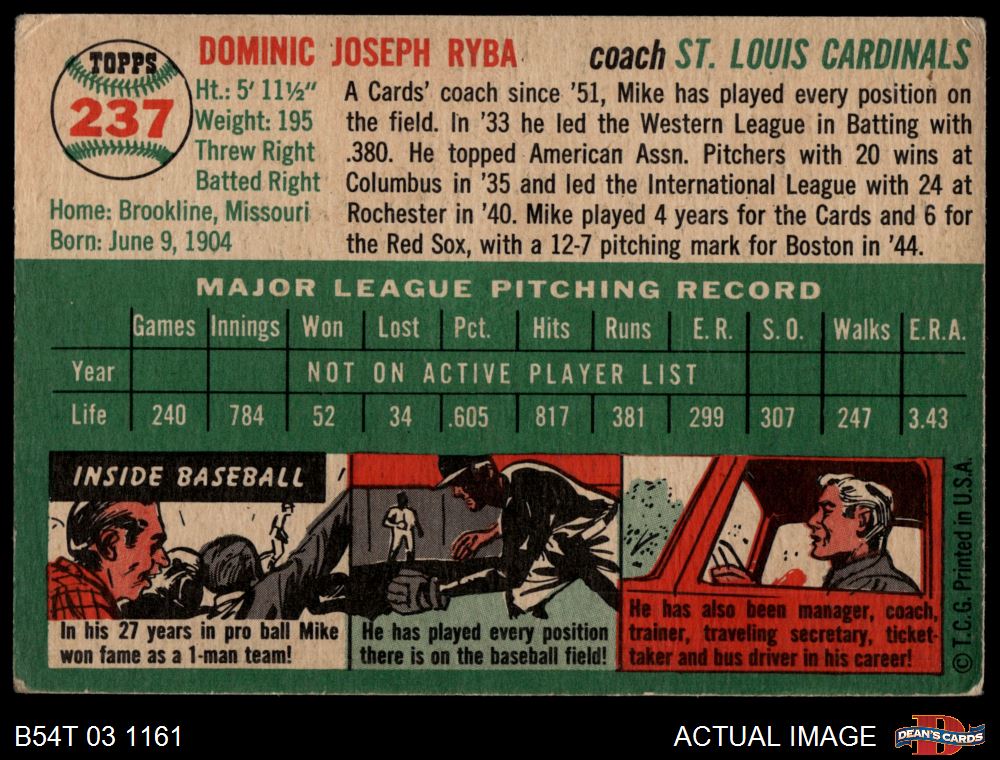 TOPPS
237
DOMINIC JOSEPH RYBA
coach ST. LOUIS CARDINALS
Ht.: 5' 11½"
Weight: 195
Threw Right
Batted Right
Home: Brookline, Missouri
Born: June 9, 1904
A Cards' coach since '51, Mike has played every position on
the field. In '33 he led the Western League in Batting with
.380. He topped American Assn. Pitchers with 20 wins at
Columbus in '35 and led the International League with 24 at
Rochester in '40. Mike played 4 years for the Cards and 6 for
the Red Sox, with a 12-7 pitching mark for Boston in '44.
MAJOR LEAGUE PITCHING RECORD
Games Innings Won Lost Pct. Hits Runs E. R. S. O. Walks E.R.A.
Year NOT ON ACTIVE PLAYER LIST
Life 240 784 52 34 .605 817 381 299 307 247 3.43
INSIDE BASEBALL
In his 27 years in pro ball Mike
won fame as a 1-man team!
He has played every position
there is on the baseball field!
He has also been manager, coach,
trainer, traveling secretary, ticket-
taker and bus driver in his career!
© T. C. G. Printed in U.S.A.
B54T 03 1161
ACTUAL IMAGE
D
DEAN'S CARDS